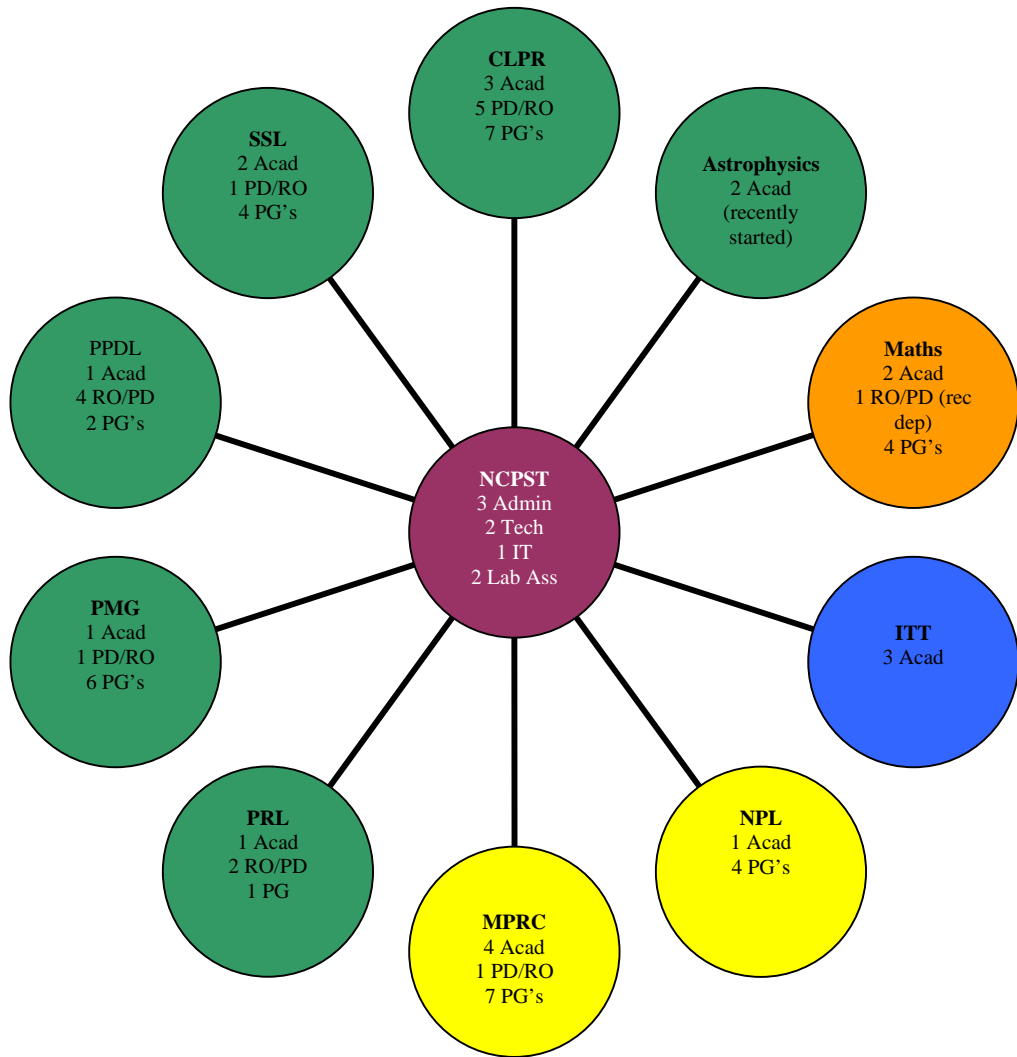 CLPR
3 Acad
5 PD/RO
7 PG's
SSL
2 Acad
1 PD/RO
4 PG's
Astrophysics
2 Acad
(recently
started)
PPDL
1 Acad
4 RO/PD
2 PG's
Maths
2 Acad
1 RO/PD (rec
dep)
4 PG's
NCPST
3 Admin
2 Tech
1 IT
2 Lab Ass
PMG
1 Acad
1 PD/RO
6 PG's
ITT
3 Acad
PRL
1 Acad
2 RO/PD
1 PG
NPL
1 Acad
4 PG's
MPRC
4 Acad
1 PD/RO
7 PG's